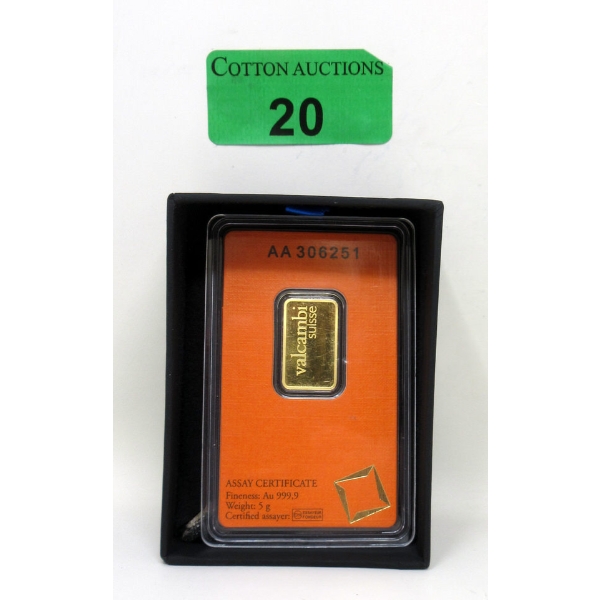 COTTON AUCTIONS
20
AA 306251
valcambi
suisse
ASSAY CERTIFICATE
Fineness: Au 999.9
Weight: 5 g
Certified assayer: